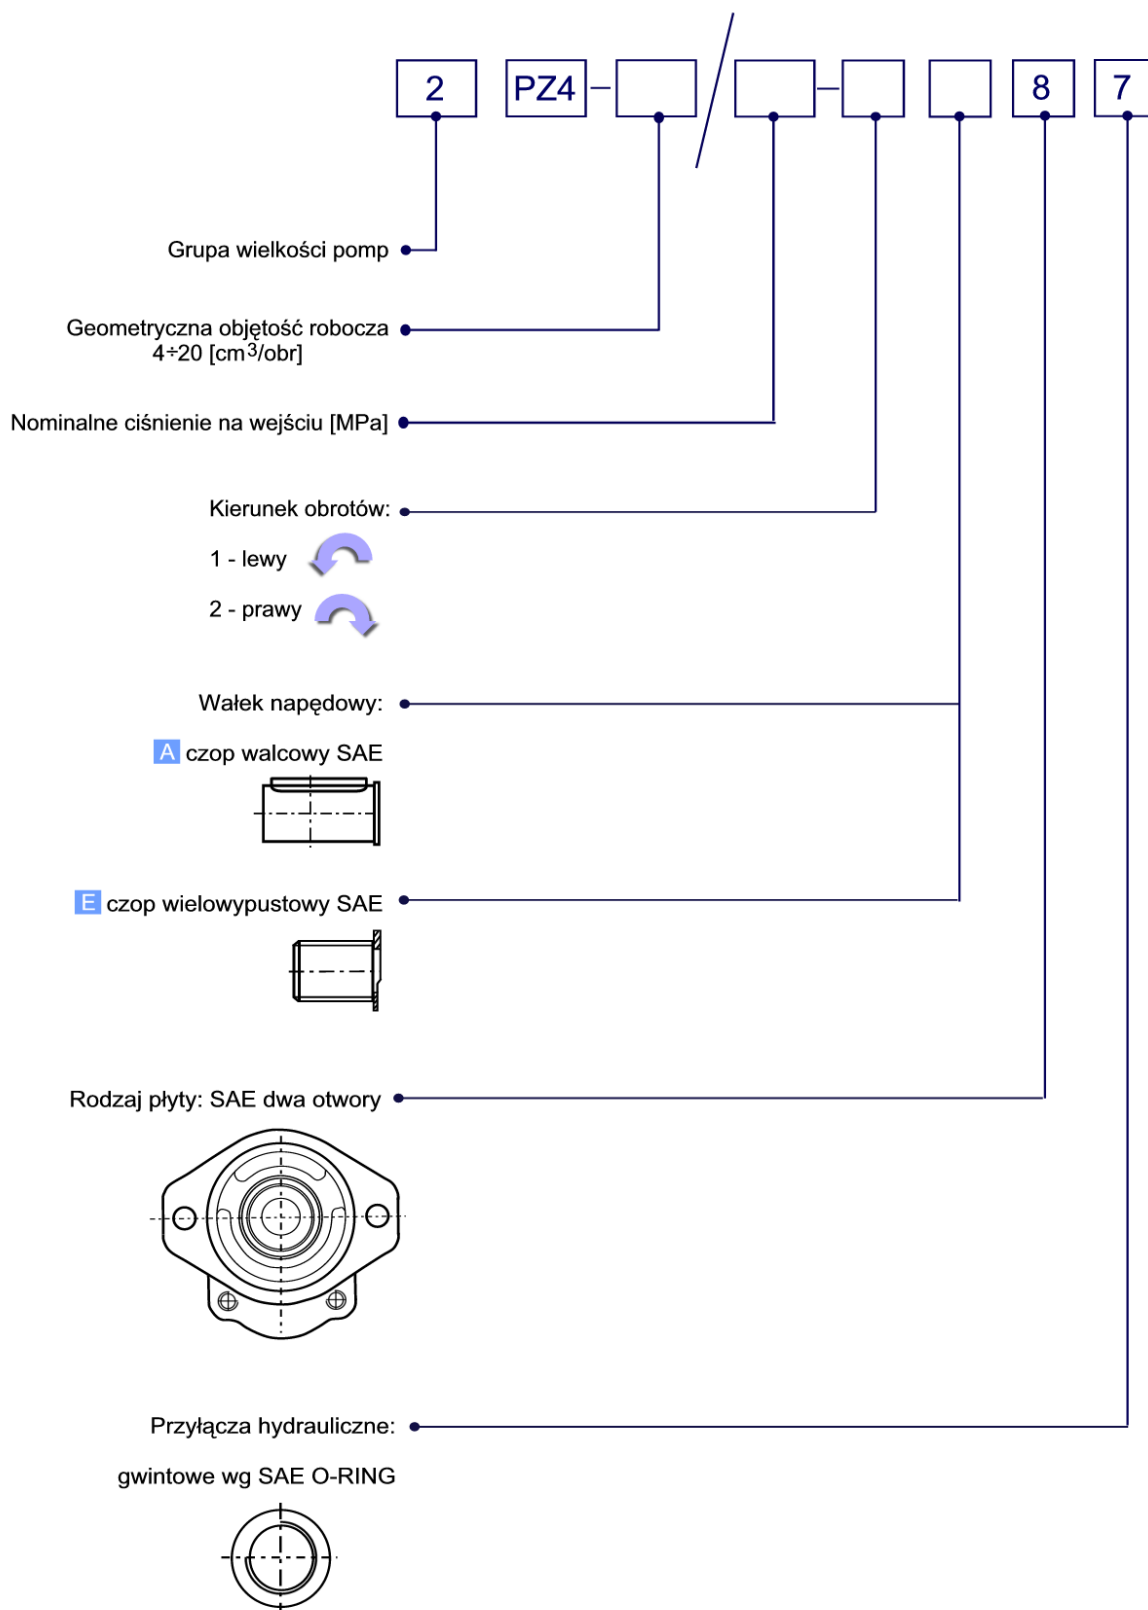 2 PZ4 - / - 8 7
Grupa wielkości pomp
Geometryczna objętość robocza
4÷20 [cm³/obr]
Nominalne ciśnienie na wejściu [MPa]
Kierunek obrotów:
1 - lewy
2 - prawy
Wałek napędowy:
A czop walcowy SAE
E czop wielowypustowy SAE
Rodzaj płyty: SAE dwa otwory
Przyłącza hydrauliczne:
gwintowe wg SAE O-RING